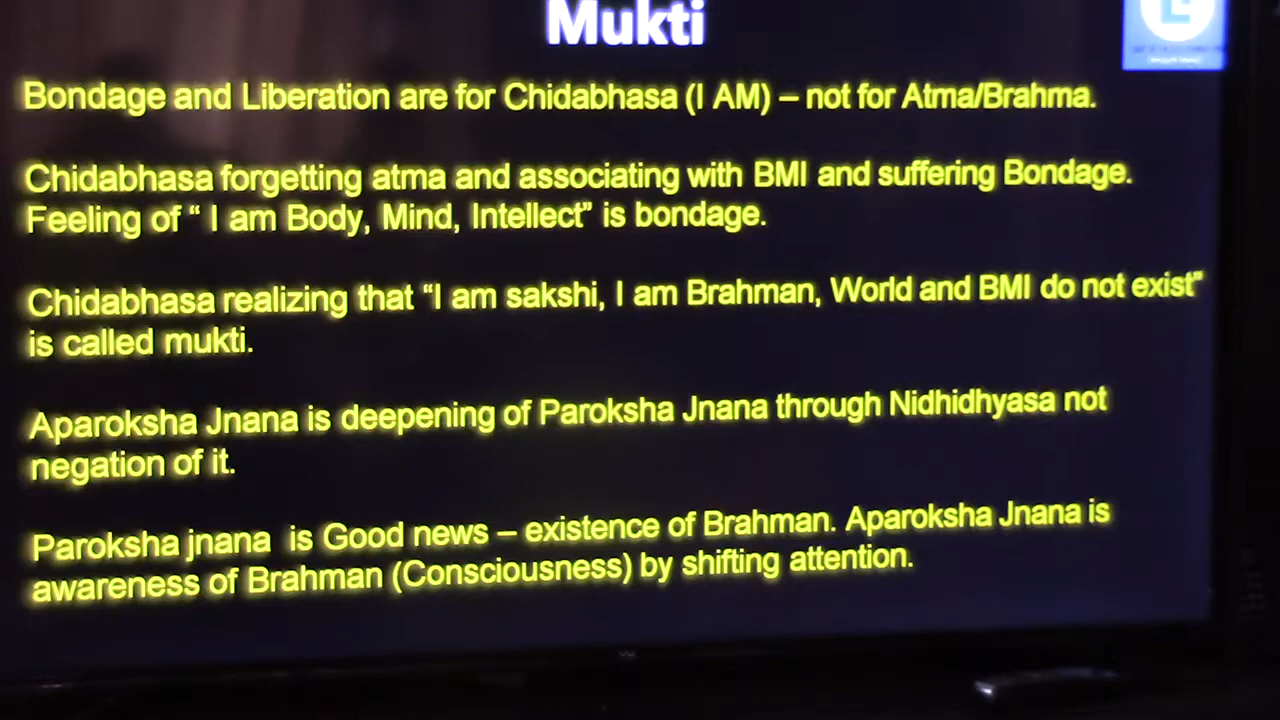 Mukti
Bondage and Liberation are for Chidabhasa (I AM) – not for Atma/Brahma.
Chidabhasa forgetting atma and associating with BMI and suffering Bondage.
Feeling of “ I am Body, Mind, Intellect” is bondage.
Chidabhasa realizing that “I am sakshi, I am Brahman, World and BMI do not exist”
is called mukti.
Aparoksha Jnana is deepening of Paroksha Jnana through Nidhidhyasa not
negation of it.
Paroksha jnana  is Good news – existence of Brahman. Aparoksha Jnana is
awareness of Brahman (Consciousness) by shifting attention.